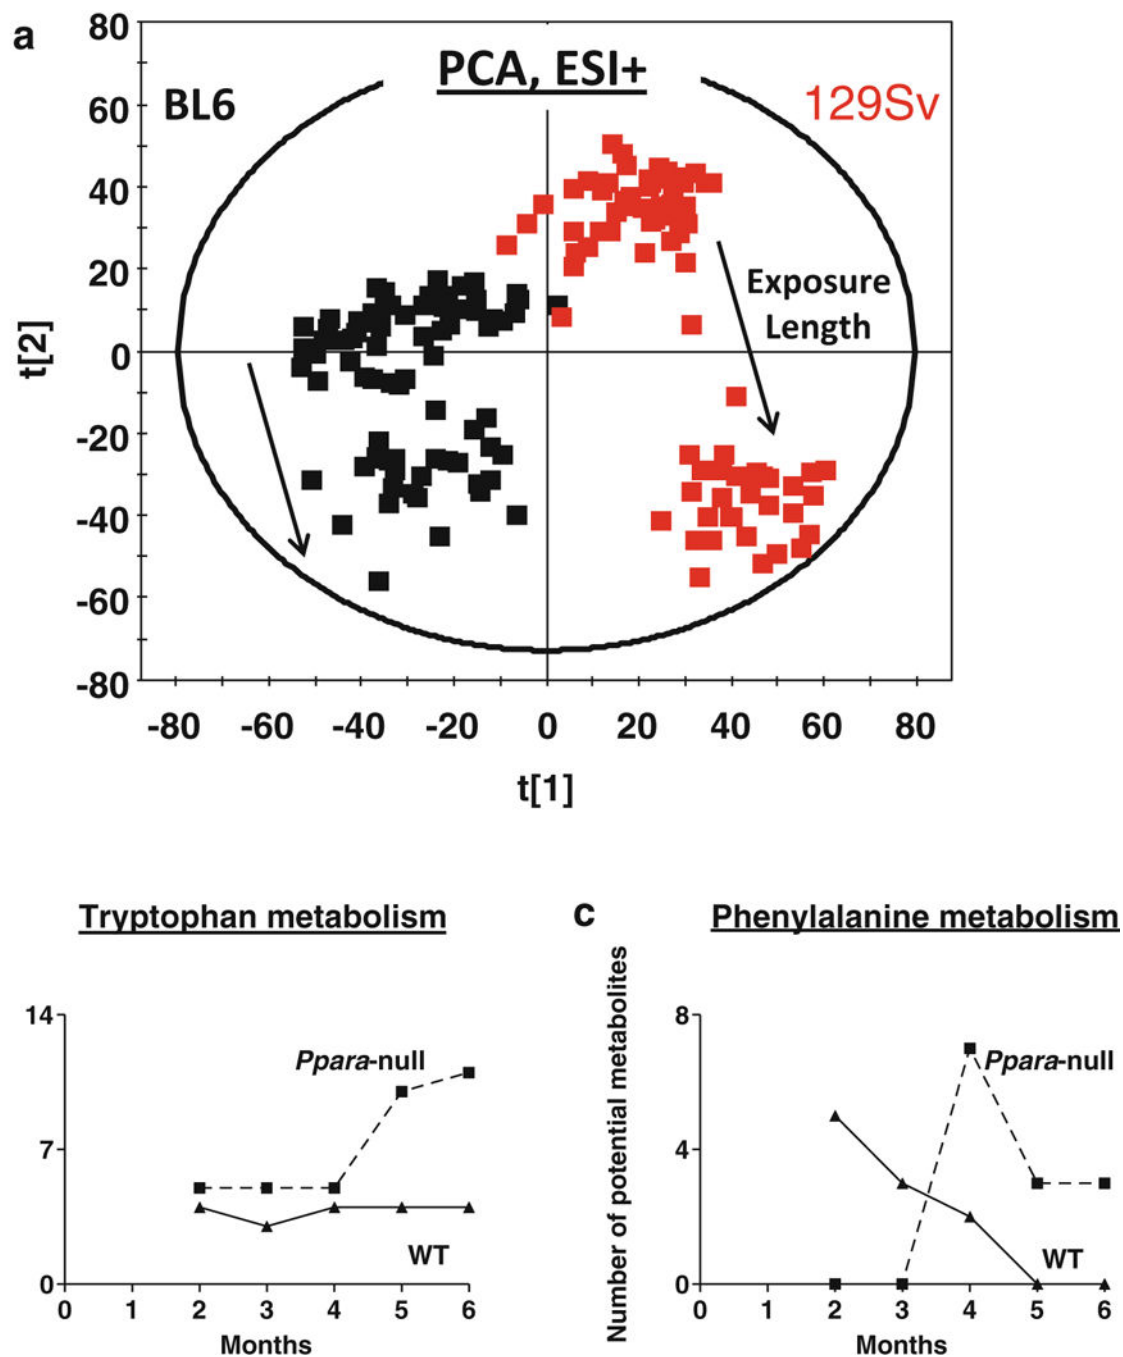 a
PCA, ESI+
BL6
129Sv
Exposure
Length
t[2]
80
60
40
20
0
-20
-40
-60
-80
-80 -60 -40 -20 0 20 40 60 80
t[1]
Tryptophan metabolism
14
7
0
Ppara-null
WT
0 1 2 3 4 5 6
Months
c
Phenylalanine metabolism
Number of potential metabolites
8
4
0
Ppara-null
WT
0 1 2 3 4 5 6
Months